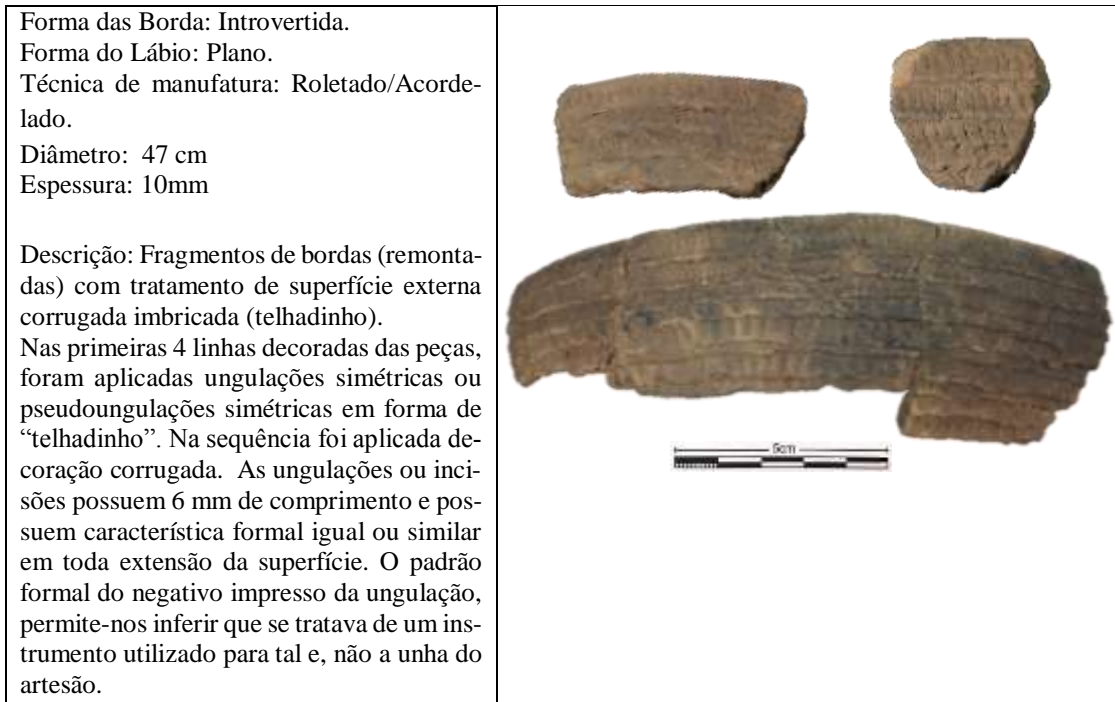 Forma das Borda: Introvertida.
Forma do Lábio: Plano.
Técnica de manufatura: Roletado/Acorde-
lado.
Diâmetro: 47 cm
Espessura: 10mm
Descrição: Fragmentos de bordas (remonta-
das) com tratamento de superfície externa
corrugada imbricada (telhadinho).
Nas primeiras 4 linhas decoradas das peças,
foram aplicadas ungulações simétricas ou
pseudoungulações simétricas em forma de
“telhadinho”. Na sequência foi aplicada de-
coração corrugada. As ungulações ou inci-
sões possuem 6 mm de comprimento e pos-
suem característica formal igual ou similar
em toda extensão da superfície. O padrão
formal do negativo impresso da ungulação,
permite-nos inferir que se tratava de um ins-
trumento utilizado para tal e, não a unha do
artesão.
5cm